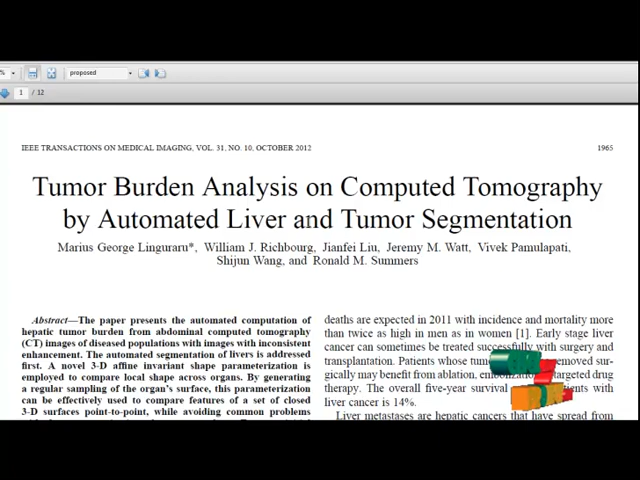 proposed
1 / 12
IEEE TRANSACTIONS ON MEDICAL IMAGING, VOL. 31, NO. 10, OCTOBER 2012 1965
Tumor Burden Analysis on Computed Tomography
by Automated Liver and Tumor Segmentation
Marius George Linguraru*, William J. Richbourg, Jianfei Liu, Jeremy M. Watt, Vivek Pamulapati,
Shijun Wang, and Ronald M. Summers
Abstract—The paper presents the automated computation of
hepatic tumor burden from abdominal computed tomography
(CT) images of diseased populations with images with inconsistent
enhancement. The automated segmentation of livers is addressed
first. A novel 3-D affine invariant shape parameterization is
employed to compare local shape across organs. By generating
a regular sampling of the organ's surface, this parameterization
can be effectively used to compare features of a set of closed
3-D surfaces point-to-point, while avoiding common problems
deaths are expected in 2011 with incidence and mortality more
than twice as high in men as in women [1]. Early stage liver
cancer can sometimes be treated successfully with surgery and
transplantation. Patients whose removed sur-
gically may benefit from ablation, targeted drug
therapy. The overall five-year survival with
liver cancer is 14%.
Liver metastases are hepatic cancers that have spread from